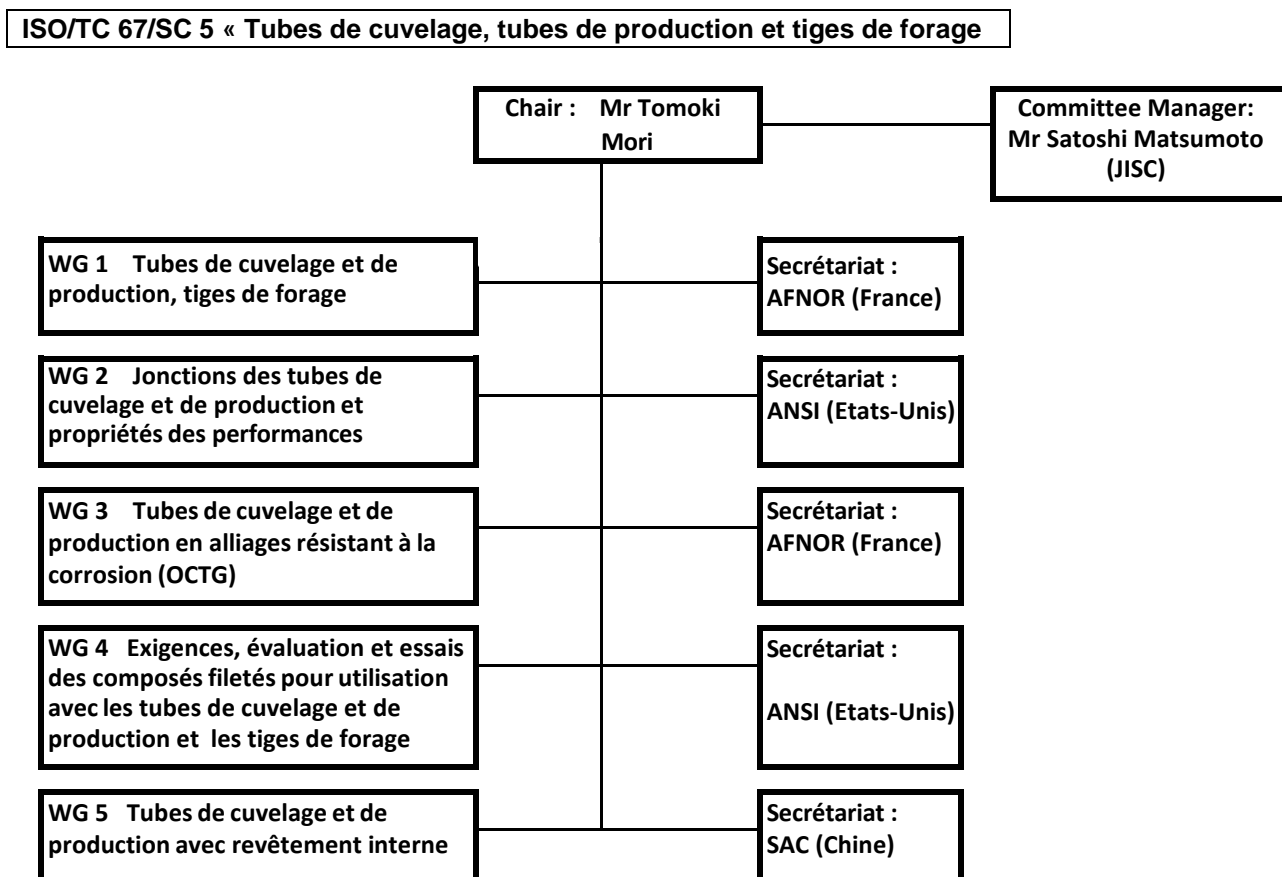 ISO/TC 67/SC 5 « Tubes de cuvelage, tubes de production et tiges de forage
Chair : Mr Tomoki
Mori
Committee Manager:
Mr Satoshi Matsumoto
(JISC)
WG 1 Tubes de cuvelage et de
production, tiges de forage
Secrétariat :
AFNOR (France)
WG 2 Jonctions des tubes de
cuvelage et de production et
propriétés des performances
Secrétariat :
ANSI (Etats-Unis)
WG 3 Tubes de cuvelage et de
production en alliages résistant à la
corrosion (OCTG)
Secrétariat :
AFNOR (France)
WG 4 Exigences, évaluation et essais
des composés filetés pour utilisation
avec les tubes de cuvelage et de
production et les tiges de forage
Secrétariat :
ANSI (Etats-Unis)
WG 5 Tubes de cuvelage et de
production avec revêtement interne
Secrétariat :
SAC (Chine)